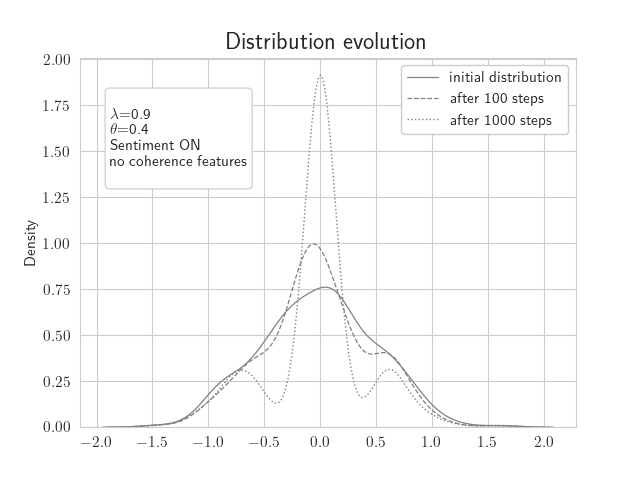 Distribution evolution
2.00
1.75
1.50
1.25
1.00
0.75
0.50
0.25
0.00
Density
λ=0.9
θ=0.4
Sentiment ON
no coherence features
initial distribution
after 100 steps
after 1000 steps
−2.0 −1.5 −1.0 −0.5 0.0 0.5 1.0 1.5 2.0